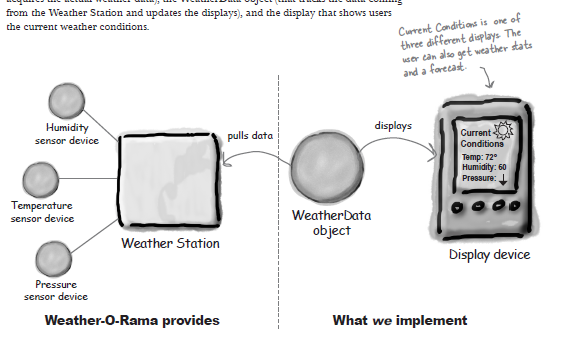 acquires the actual weather data), the WeatherData object (that tracks the data coming
from the Weather Station and updates the displays), and the display that shows users
the current weather conditions.
Current Conditions is one of
three different displays. The
user can also get weather stats
and a forecast.
Humidity
sensor device
pulls data
displays
Current
Conditions
Temp: 72°
Humidity: 60
Pressure:
Temperature
sensor device
WeatherData
object
Weather Station
Display device
Pressure
sensor device
Weather-O-Rama provides
What we implement